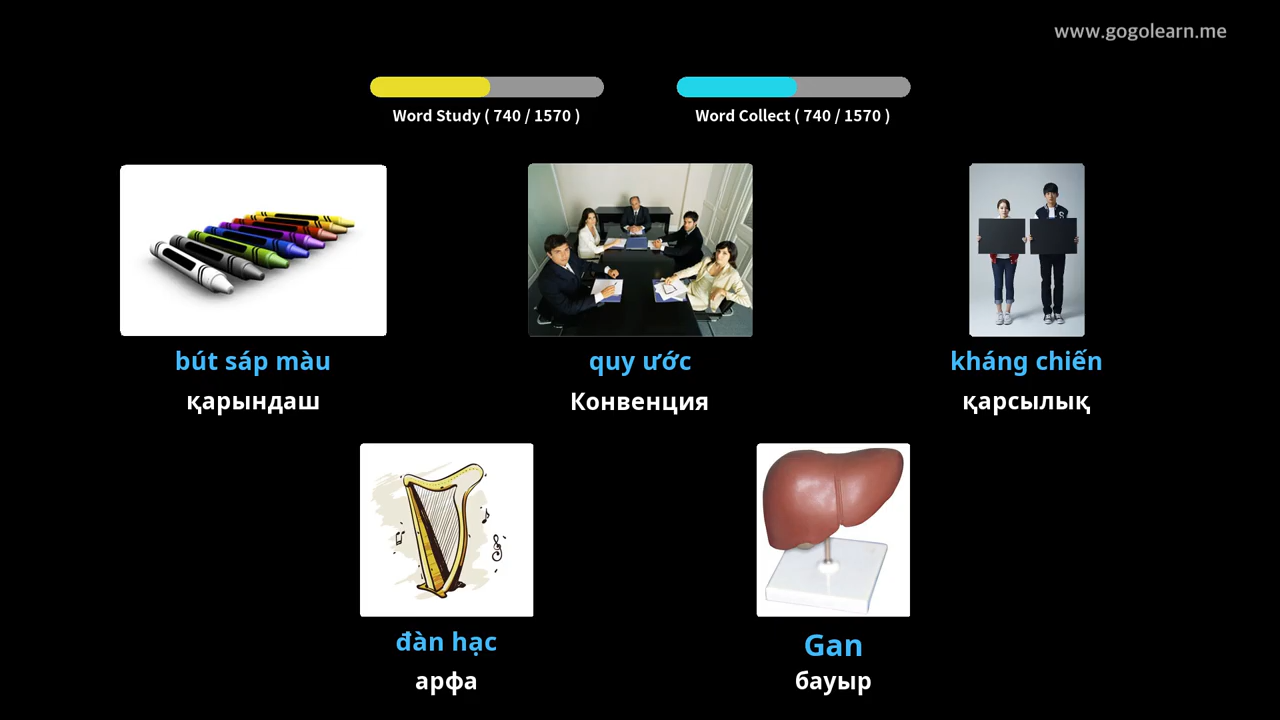 www.gogolearn.me
Word Study ( 740 / 1570 )
Word Collect ( 740 / 1570 )
bút sáp màu
қарындаш
quy ước
Конвенция
kháng chiến
қарсылық
đàn hạc
арфа
Gan
бауыр